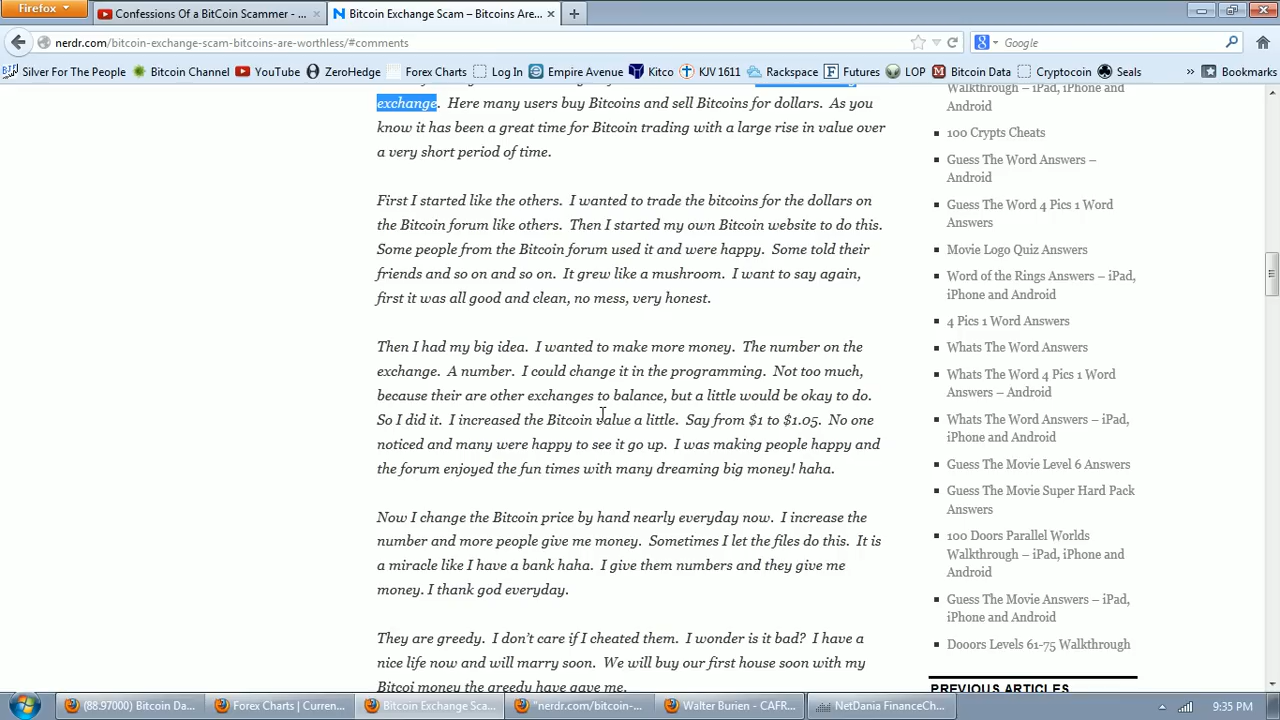 Firefox
Confessions Of a BitCoin Scammer - ...
Bitcoin Exchange Scam – Bitcoins Are...
nerdr.com/bitcoin-exchange-scam-bitcoins-are-worthless/#comments
Google
Silver For The People
Bitcoin Channel
YouTube
ZeroHedge
Forex Charts
Log In
Empire Avenue
Kitco
KJV 1611
Rackspace
Futures
LOP
Bitcoin Data
Cryptocoin
Seals
Bookmarks
exchange. Here many users buy Bitcoins and sell Bitcoins for dollars. As you
know it has been a great time for Bitcoin trading with a large rise in value over
a very short period of time.
First I started like the others. I wanted to trade the bitcoins for the dollars on
the Bitcoin forum like others. Then I started my own Bitcoin website to do this.
Some people from the Bitcoin forum used it and were happy. Some told their
friends and so on and so on. It grew like a mushroom. I want to say again,
first it was all good and clean, no mess, very honest.
Then I had my big idea. I wanted to make more money. The number on the
exchange. A number. I could change it in the programming. Not too much,
because their are other exchanges to balance, but a little would be okay to do.
So I did it. I increased the Bitcoin value a little. Say from $1 to $1.05. No one
noticed and many were happy to see it go up. I was making people happy and
the forum enjoyed the fun times with many dreaming big money! haha.
Now I change the Bitcoin price by hand nearly everyday now. I increase the
number and more people give me money. Sometimes I let the files do this. It is
a miracle like I have a bank haha. I give them numbers and they give me
money. I thank god everyday.
They are greedy. I don't care if I cheated them. I wonder is it bad? I have a
nice life now and will marry soon. We will buy our first house soon with my
Bitcoi money the greedy have gave me.
Walkthrough – iPad, iPhone and
Android
100 Crypts Cheats
Guess The Word Answers –
Android
Guess The Word 4 Pics 1 Word
Answers
Movie Logo Quiz Answers
Word of the Rings Answers – iPad,
iPhone and Android
4 Pics 1 Word Answers
Whats The Word Answers
Whats The Word 4 Pics 1 Word
Answers – Android
Whats The Word Answers – iPad,
iPhone and Android
Guess The Movie Level 6 Answers
Guess The Movie Super Hard Pack
Answers
100 Doors Parallel Worlds
Walkthrough – iPad, iPhone and
Android
Guess The Movie Answers – iPad,
iPhone and Android
Dooors Levels 61-75 Walkthrough
PREVIOUS ARTICLES
(88.97000) Bitcoin Da...
Forex Charts | Curren...
Bitcoin Exchange Sca...
"nerdr.com/bitcoin-...
Walter Burien – CAFR...
NetDania FinanceCh...
9:35 PM